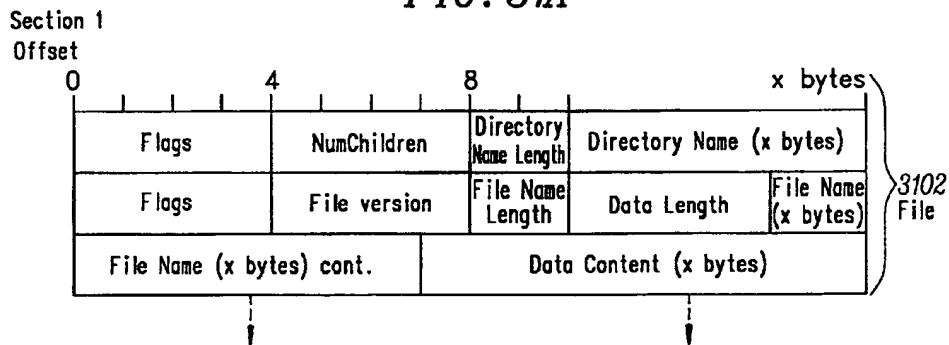 Section 1
Offset
0 4 8 x bytes
Flags NumChildren Directory Name Length Directory Name (x bytes)
Flags File version File Name Length Data Length File Name (x bytes)
File Name (x bytes) cont. Data Content (x bytes)
3102
File